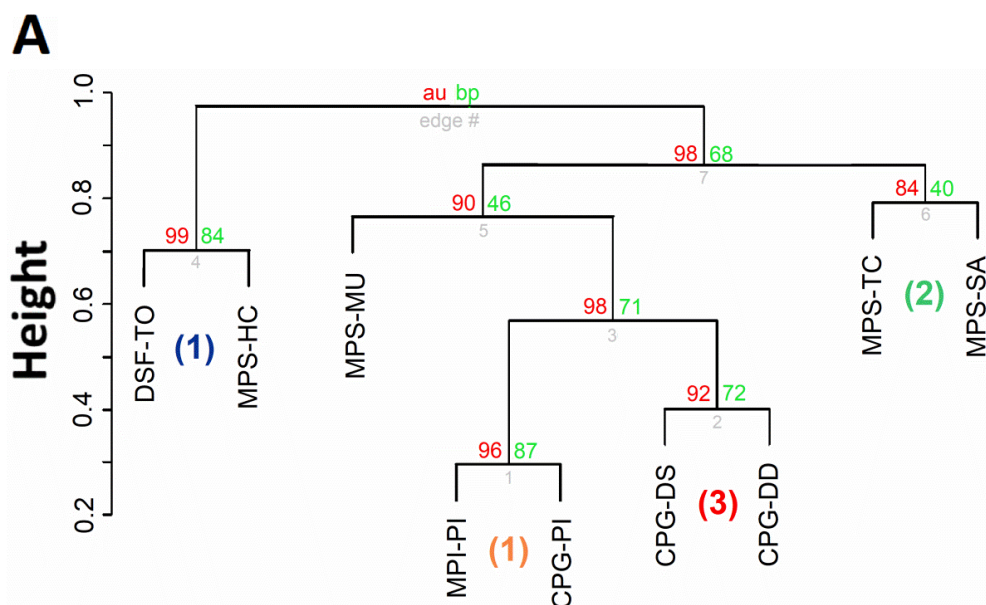 A
Height
1.0
0.8
0.6
0.4
0.2
au bp
edge #
98 68
7
84 40
6
90 46
5
99 84
4
98 71
3
92 72
2
96 87
1
DSF-TO
(1)
MPS-HC
MPS-MU
MPS-TC
(2)
MPS-SA
MPI-PI
(1)
CPG-PI
CPG-DS
(3)
CPG-DD